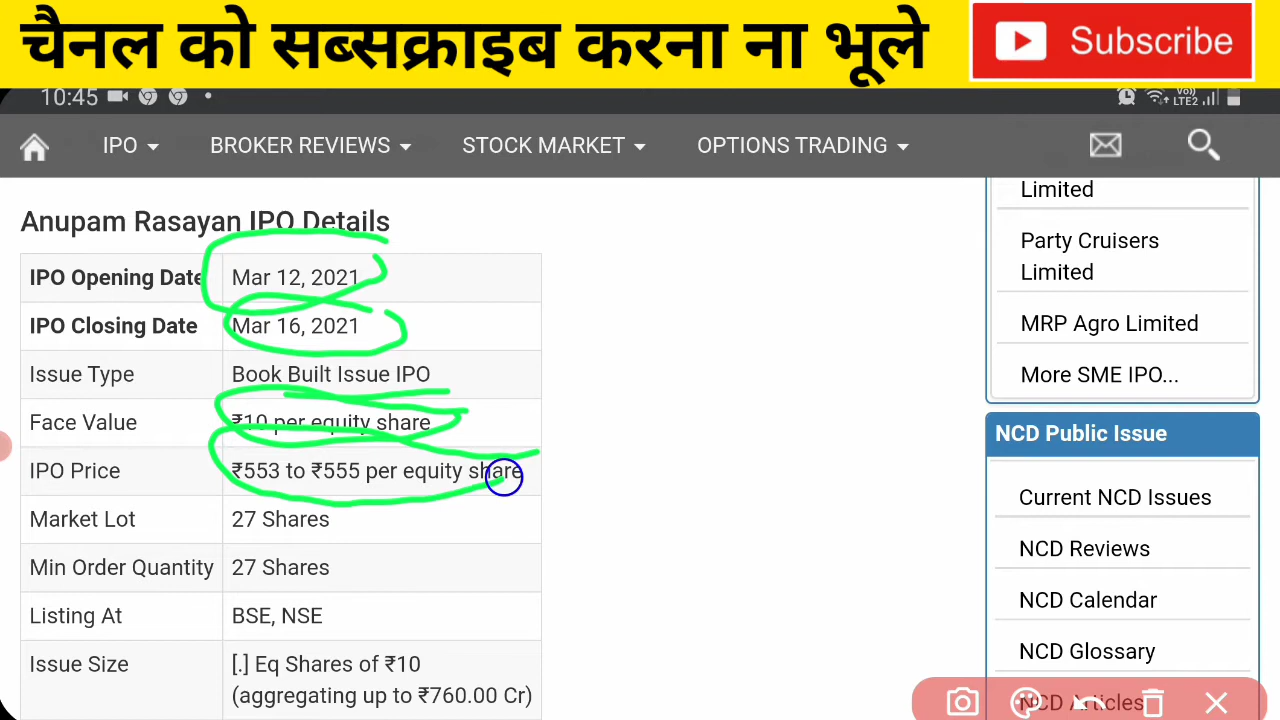 चैनल को सब्सक्राइब करना ना भूले
Subscribe
10:45
Vo))
LTE2
IPO
BROKER REVIEWS
STOCK MARKET
OPTIONS TRADING
Anupam Rasayan IPO Details
IPO Opening Date Mar 12, 2021
IPO Closing Date Mar 16, 2021
Issue Type Book Built Issue IPO
Face Value ₹10 per equity share
IPO Price ₹553 to ₹555 per equity share
Market Lot 27 Shares
Min Order Quantity 27 Shares
Listing At BSE, NSE
Issue Size [.] Eq Shares of ₹10
(aggregating up to ₹760.00 Cr)
Limited
Party Cruisers
Limited
MRP Agro Limited
More SME IPO...
NCD Public Issue
Current NCD Issues
NCD Reviews
NCD Calendar
NCD Glossary
NCD Articles